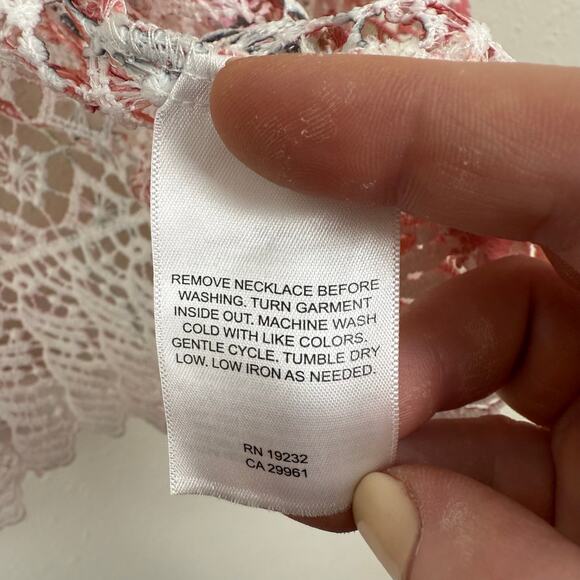 REMOVE NECKLACE BEFORE
WASHING. TURN GARMENT
INSIDE OUT. MACHINE WASH
COLD WITH LIKE COLORS.
GENTLE CYCLE. TUMBLE DRY
LOW. LOW IRON AS NEEDED.
RN 19232
CA 29961